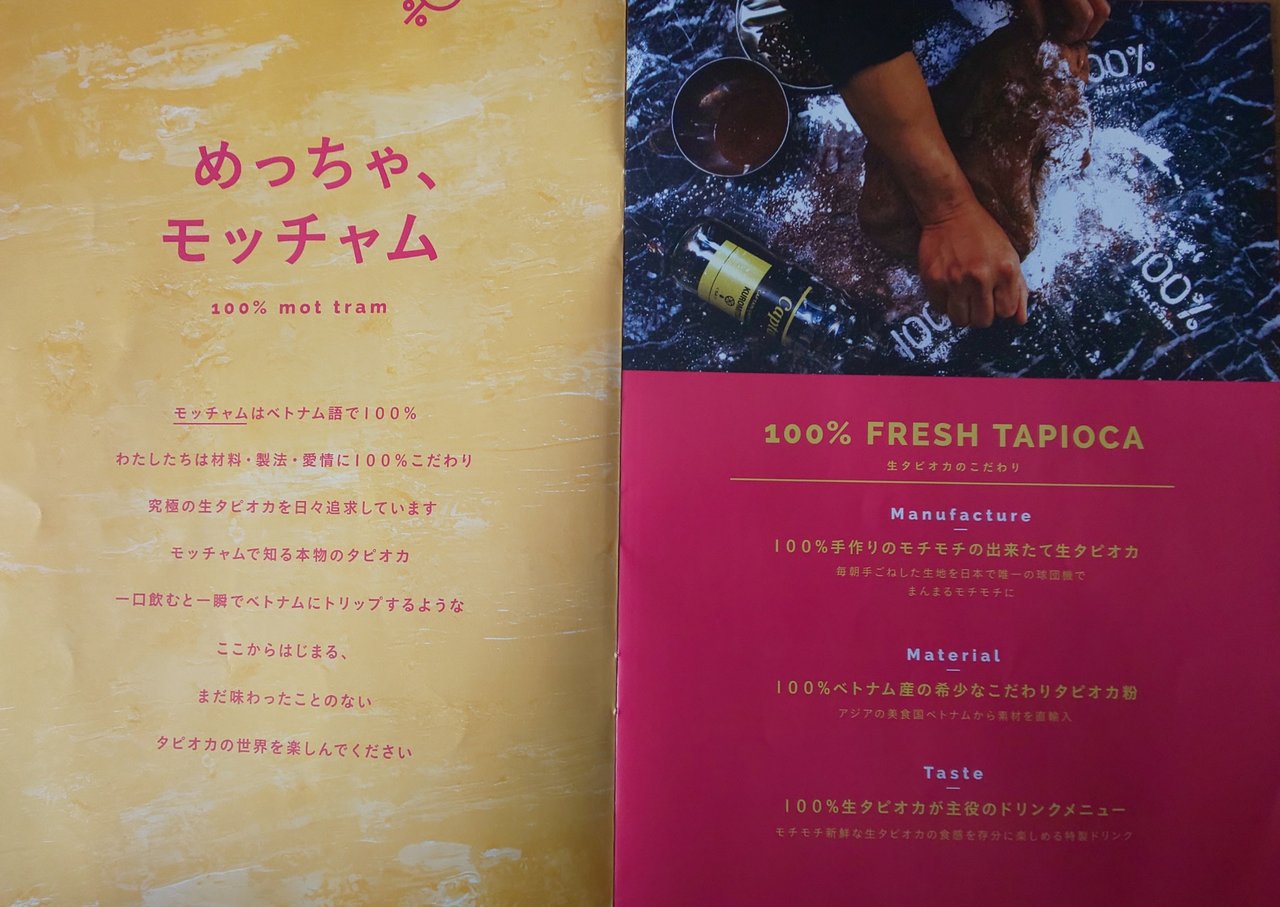 %
めっちゃ、
モッチャム
100% mot tram
モッチャムはベトナム語で100%
わたしたちは材料・製法・愛情に100%こだわり
究極の生タピオカを日々追求しています
モッチャムで知る本物のタピオカ
一口飲むと一瞬でベトナムにトリップするような
ここからはじまる、
まだ味わったことのない
タピオカの世界を楽しんでください
100%
Một trăm
100%
Một trăm
100
100% FRESH TAPIOCA
生タピオカのこだわり
Manufacture
100%手作りのモチモチの出来たて生タピオカ
毎朝手ごねした生地を日本で唯一の球団機で
まんまるモチモチに
Material
100%ベトナム産の希少なこだわりタピオカ粉
アジアの美食国ベトナムから素材を直輸入
Taste
100%生タピオカが主役のドリンクメニュー
モチモチ新鮮な生タピオカの食感を存分に楽しめる特製ドリンク